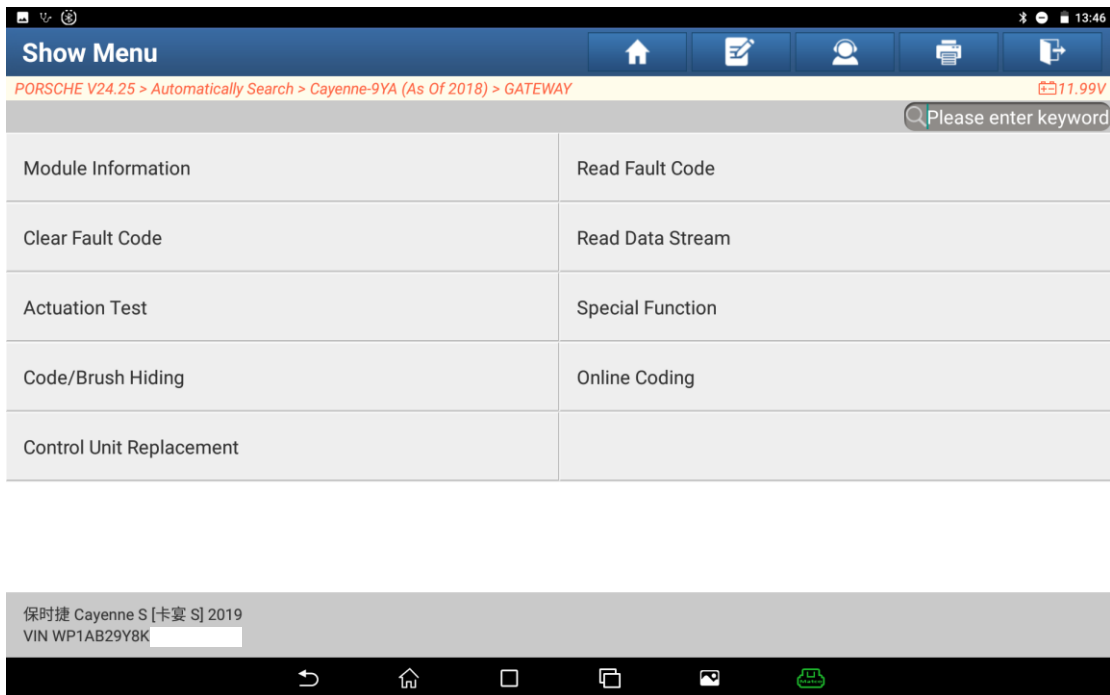 13:46
Show Menu
PORSCHE V24.25 > Automatically Search > Cayenne-9YA (As Of 2018) > GATEWAY
11.99V
Please enter keyword
Module Information
Read Fault Code
Clear Fault Code
Read Data Stream
Actuation Test
Special Function
Code/Brush Hiding
Online Coding
Control Unit Replacement
保时捷 Cayenne S [卡宴 S] 2019
VIN WP1AB29Y8K